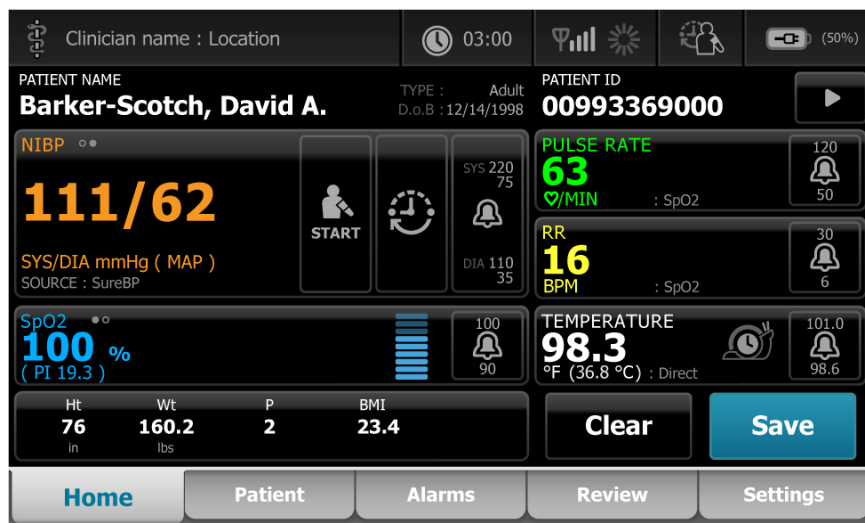 Clinician name : Location
03:00
(50%)
PATIENT NAME
Barker-Scotch, David A.
TYPE : Adult
D.o.B : 12/14/1998
PATIENT ID
00993369000
NIBP
111/62
SYS/DIA mmHg ( MAP )
SOURCE : SureBP
START
SYS 220
75
DIA 110
35
PULSE RATE
63
/MIN : SpO2
120
50
RR
16
BPM : SpO2
30
6
SpO2
100 %
( PI 19.3 )
100
90
TEMPERATURE
98.3
°F (36.8 °C) : Direct
101.0
98.6
Ht Wt P BMI
76 160.2 2 23.4
in lbs
Clear
Save
Home Patient Alarms Review Settings